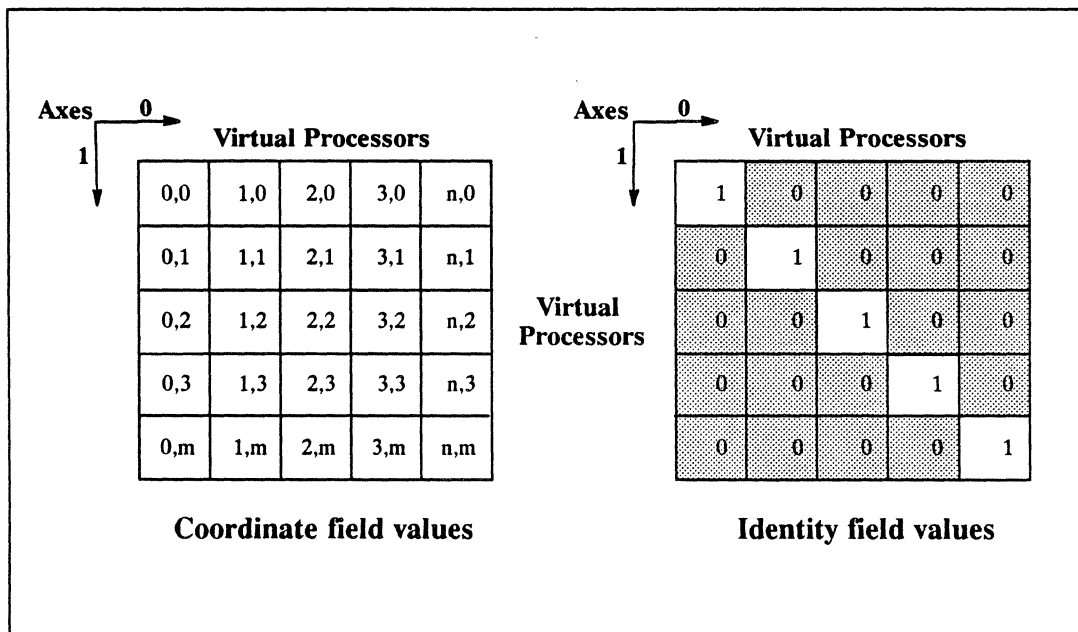 Axes 0
1
Virtual Processors
0,0 1,0 2,0 3,0 n,0
0,1 1,1 2,1 3,1 n,1
0,2 1,2 2,2 3,2 n,2
0,3 1,3 2,3 3,3 n,3
0,m 1,m 2,m 3,m n,m
Coordinate field values
Axes 0
1
Virtual Processors
Virtual
Processors
1 0 0 0 0
0 1 0 0 0
0 0 1 0 0
0 0 0 1 0
0 0 0 0 1
Identity field values